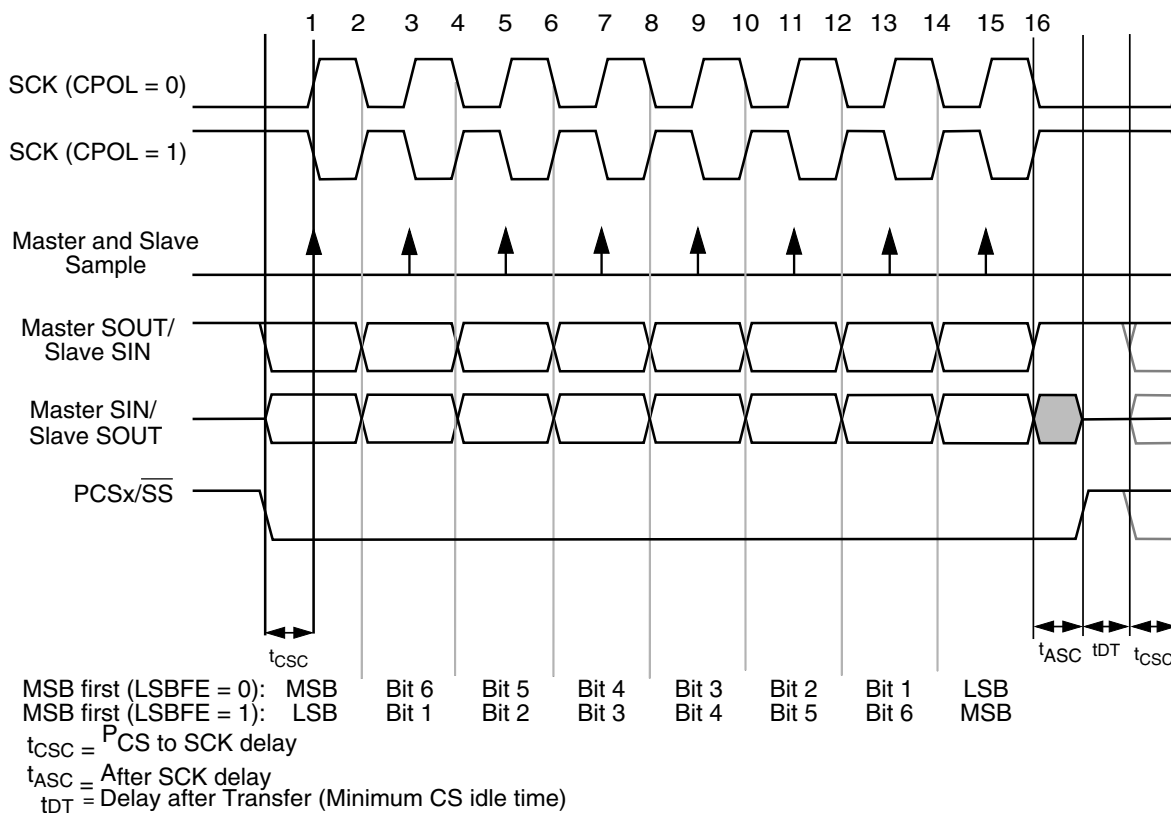 1 2 3 4 5 6 7 8 9 10 11 12 13 14 15 16
SCK (CPOL = 0)
SCK (CPOL = 1)
Master and Slave
Sample
Master SOUT/
Slave SIN
Master SIN/
Slave SOUT
PCSx/SS
tCSC
tASC tDT tCSC
MSB first (LSBFE = 0): MSB Bit 6 Bit 5 Bit 4 Bit 3 Bit 2 Bit 1 LSB
MSB first (LSBFE = 1): LSB Bit 1 Bit 2 Bit 3 Bit 4 Bit 5 Bit 6 MSB
tCSC = PCS to SCK delay
tASC = After SCK delay
tDT = Delay after Transfer (Minimum CS idle time)